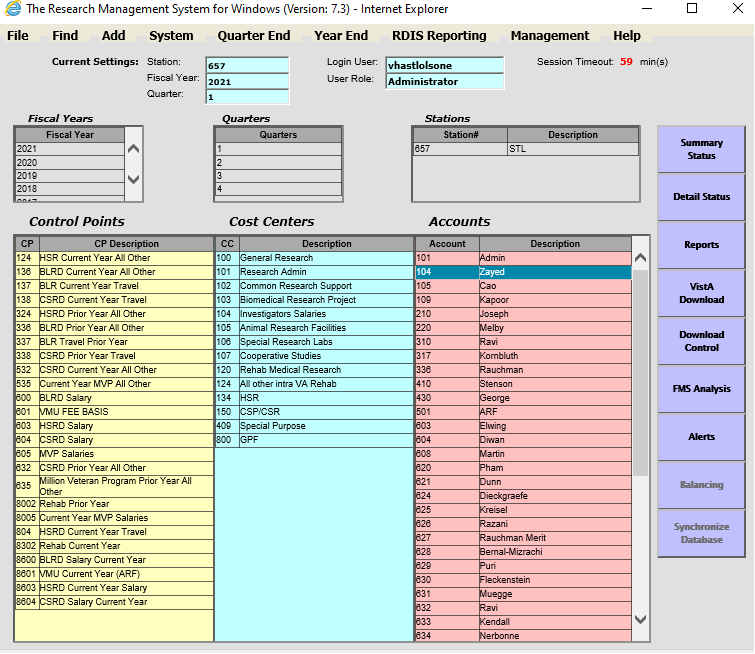 The Research Management System for Windows (Version: 7.3) - Internet Explorer
File Find Add System Quarter End Year End RDIS Reporting Management Help
Current Settings: Station: 657 Login User: vhastlolsone Session Timeout: 59 min(s)
Fiscal Year: 2021 User Role: Administrator
Quarter: 1
Fiscal Years
Fiscal Year
2021
2020
2019
2018
Quarters
Quarters
1
2
3
4
Stations
Station# Description
657 STL
Control Points
CP CP Description
124 HSR Current Year All Other
136 BLRD Current Year All Other
137 BLR Current Year Travel
138 CSRD Current Year Travel
324 HSRD Prior Year All Other
336 BLRD Prior Year All Other
337 BLR Travel Prior Year
338 CSRD Prior Year Travel
532 CSRD Current Year All Other
535 Current Year MVP All Other
600 BLRD Salary
601 VMU FEE BASIS
603 HSRD Salary
604 CSRD Salary
605 MVP Salaries
632 CSRD Prior Year All Other
635 Million Veteran Program Prior Year All
Other
8002 Rehab Prior Year
8005 Current Year MVP Salaries
804 HSRD Current Year Travel
8302 Rehab Current Year
8600 BLRD Salary Current Year
8601 VMU Current Year (ARF)
8603 HSRD Current Year Salary
8604 CSRD Salary Current Year
Cost Centers
CC Description
100 General Research
101 Research Admin
102 Common Research Support
103 Biomedical Research Project
104 Investigators Salaries
105 Animal Research Facilities
106 Special Research Labs
107 Cooperative Studies
120 Rehab Medical Research
124 All other intra VA Rehab
134 HSR
150 CSP/CSR
409 Special Purpose
800 GPF
Accounts
Account Description
101 Admin
104 Zayed
105 Cao
109 Kapoor
210 Joseph
220 Melby
310 Ravi
317 Kornbluth
336 Rauchman
410 Stenson
430 George
501 ARF
603 Elwing
604 Diwan
608 Martin
620 Pham
621 Dunn
624 Dieckgraefe
625 Kreisel
626 Razani
627 Rauchman Merit
628 Bernal-Mizrachi
629 Puri
630 Fleckenstein
631 Muegge
632 Ravi
633 Kendall
634 Nerbonne
Summary
Status
Detail Status
Reports
VistA
Download
Download
Control
FMS Analysis
Alerts
Balancing
Synchronize
Database